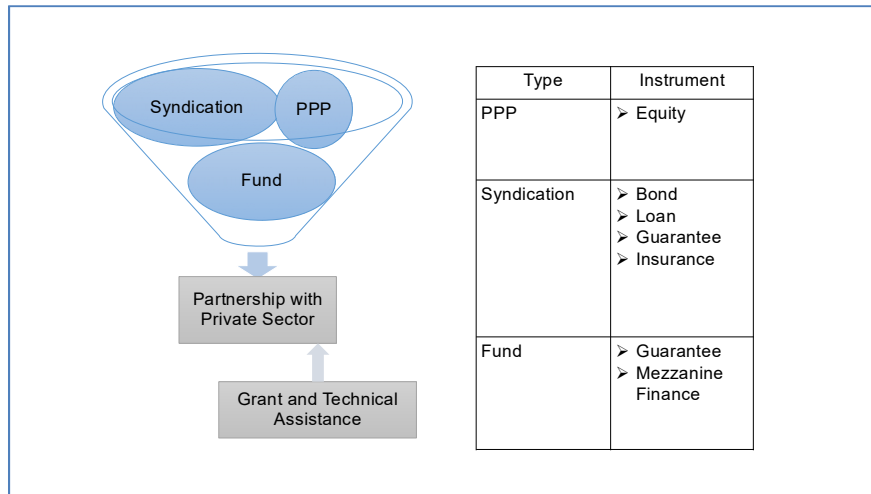 Syndication
PPP
Fund
Partnership with
Private Sector
Grant and Technical
Assistance
Type Instrument
PPP ➢ Equity
Syndication ➢ Bond
➢ Loan
➢ Guarantee
➢ Insurance
Fund ➢ Guarantee
➢ Mezzanine
Finance